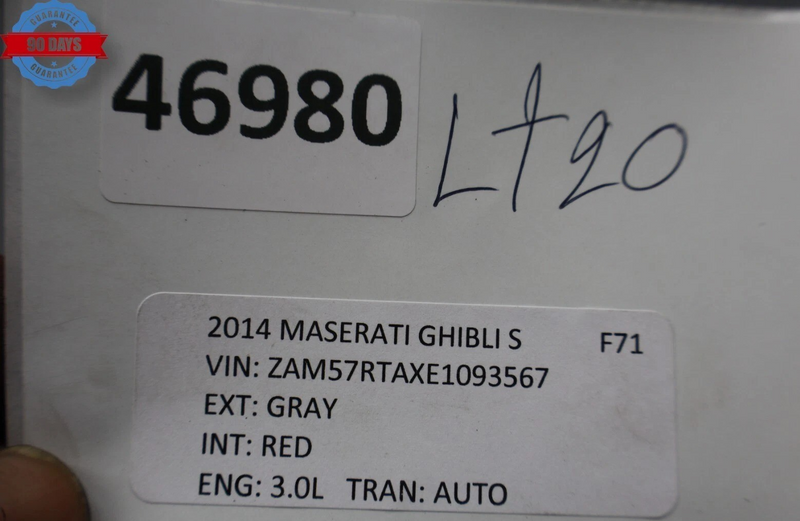 GUARANTEE
90 DAYS
GUARANTEE
46980
Lt20
2014 MASERATI GHIBLI S F71
VIN: ZAM57RTAXE1093567
EXT: GRAY
INT: RED
ENG: 3.0L TRAN: AUTO